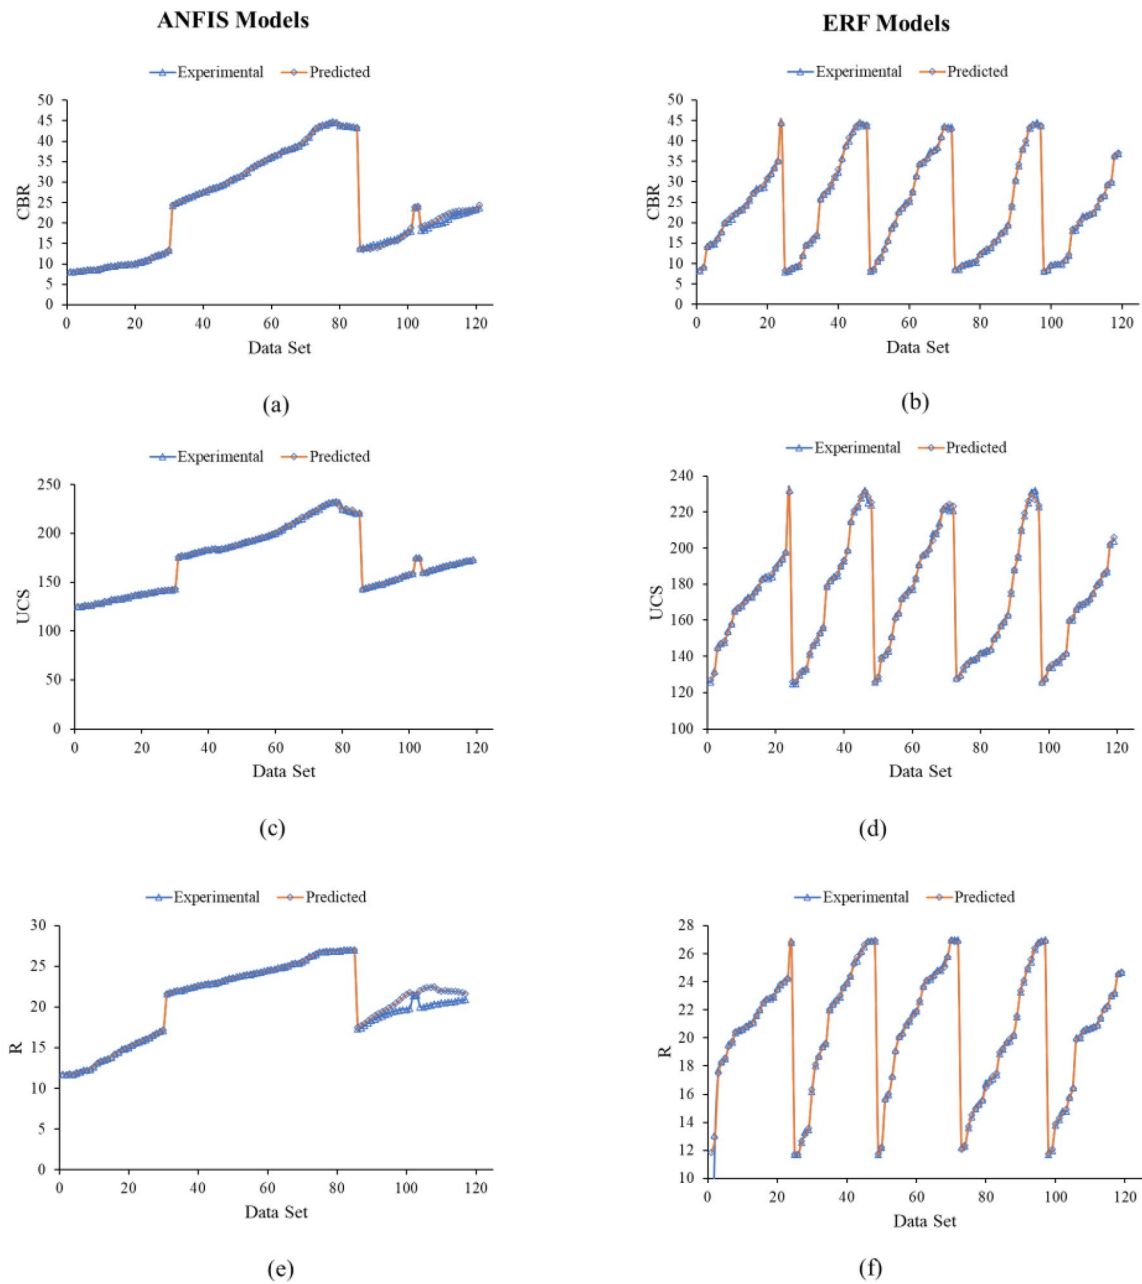 ANFIS Models
ERF Models
Experimental Predicted
50
45
40
35
30
25
20
15
10
5
0
CBR
0 20 40 60 80 100 120
Data Set
(a)
Experimental Predicted
50
45
40
35
30
25
20
15
10
5
0
CBR
0 20 40 60 80 100 120
Data Set
(b)
Experimental Predicted
250
200
150
100
50
0
UCS
0 20 40 60 80 100 120
Data Set
(c)
Experimental Predicted
240
220
200
180
160
140
120
100
UCS
0 20 40 60 80 100 120
Data Set
(d)
Experimental Predicted
30
25
20
15
10
5
0
R
0 20 40 60 80 100 120
Data Set
(e)
Experimental Predicted
28
26
24
22
20
18
16
14
12
10
R
0 20 40 60 80 100 120
Data Set
(f)